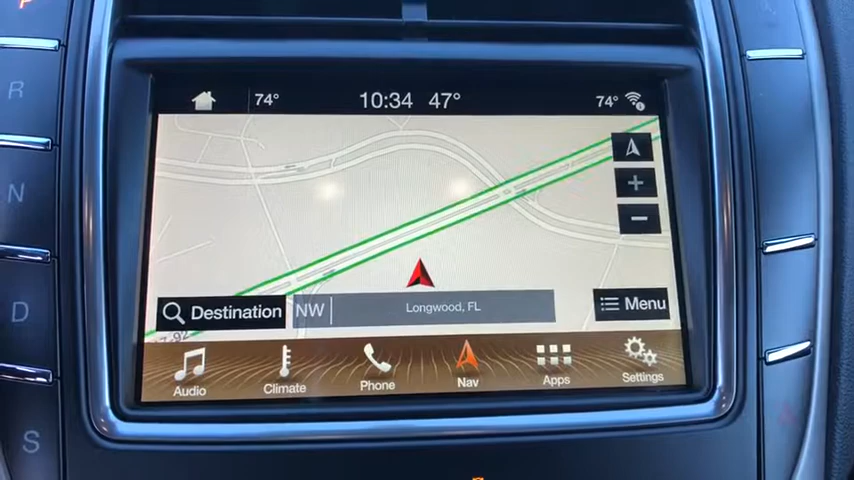 P
R
N
D
S
74° 10:34 47° 74°
Destination NW Longwood, FL Menu
Audio Climate Phone Nav Apps Settings